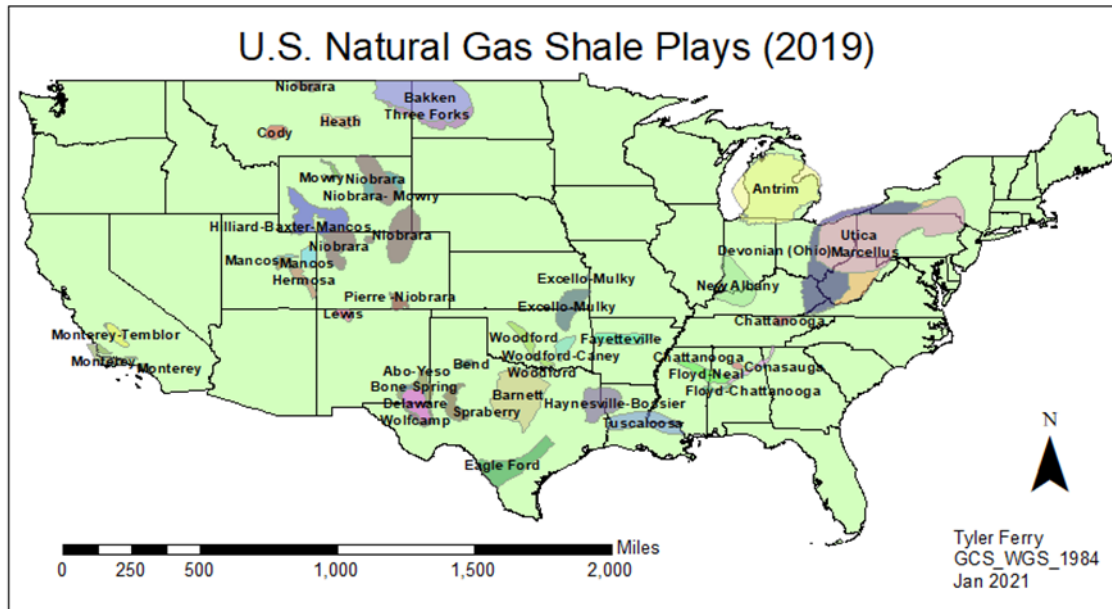 U.S. Natural Gas Shale Plays (2019)
Niobrara
Bakken
Three Forks
Heath
Cody
Mowry
Niobrara
Niobrara- Mowry
Antrim
Hilliard-Baxter-Mancos
Niobrara
Niobrara
Mancos
Mancos
Hermosa
Utica
Devonian (Ohio)
Marcellus
New Albany
Excello-Mulky
Excello-Mulky
Pierre -Niobrara
Lewis
Chattanooga
Monterey-Temblor
Monterey
Monterey
Woodford
Fayetteville
Woodford-Caney
Woodford
Bend
Abo-Yeso
Bone Spring
Delaware
Wolfcamp
Spraberry
Barnett
Haynesville-Bossier
Tuscaloosa
Chattanooga
Conasauga
Floyd-Neal
Floyd-Chattanooga
Eagle Ford
N
Miles
0 250 500 1,000 1,500 2,000
Tyler Ferry
GCS_WGS_1984
Jan 2021